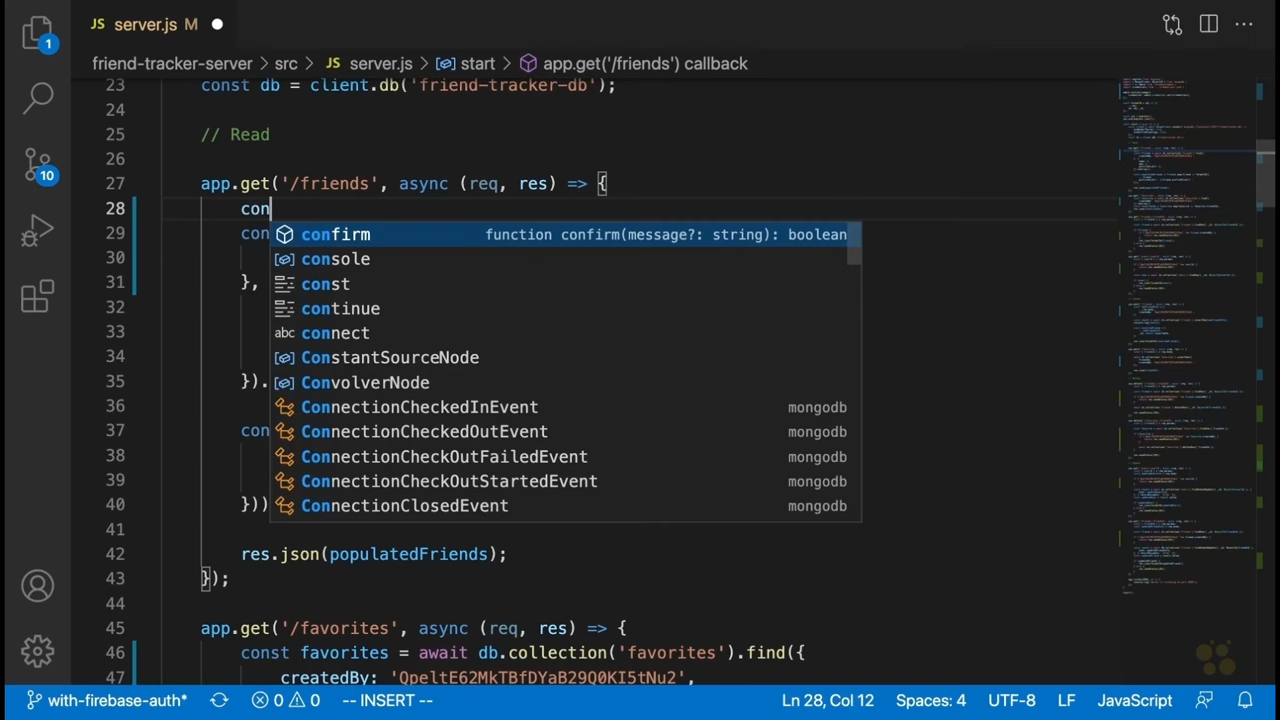 JS server.js M
1
friend-tracker-server > src > JS server.js > start > app.get('/friends') callback
23 const db = client.db('friend-tracker-db');
24
25 // Read
26
27 app.get('/friends', async (req, res) => {
28 con
29 con
confirm function confirm(message?: string): boolean
30
console
31 },
const
32
continue
33
connect
34
ConstantSourceNode
35 }).
ConvolverNode
36
ConnectionCheckedInEvent mongodb
37 con
ConnectionCheckedOutEvent mongodb
38
ConnectionCheckOutFailedEvent mongodb
39
ConnectionCheckOutStartedEvent mongodb
40 }))
ConnectionClosedEvent mongodb
41
42 res.json(populatedFriends);
43 });
44
45 app.get('/favorites', async (req, res) => {
46 const favorites = await db.collection('favorites').find({
47 createdBy: 'QpeltE62MkTBfDYaB29Q0KI5tNu2',
10
with-firebase-auth* 0 0 -- INSERT -- Ln 28, Col 12 Spaces: 4 UTF-8 LF JavaScript